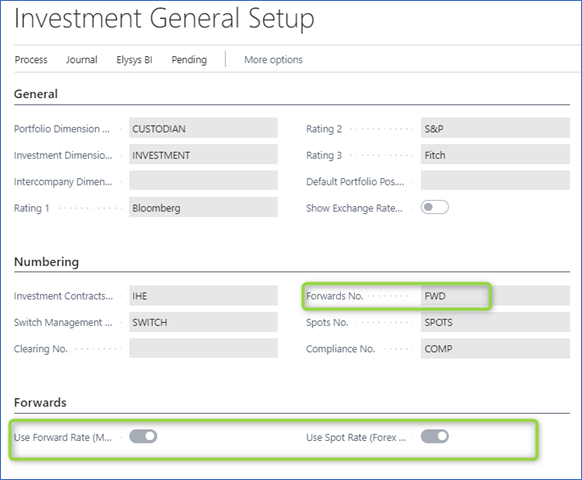 Investment General Setup
Process Journal Elysys BI Pending More options
General
Portfolio Dimension ... CUSTODIAN Rating 2 S&P
Investment Dimensio... INVESTMENT Rating 3 Fitch
Intercompany Dimen... Default Portfolio Pos....
Rating 1 Bloomberg Show Exchange Rate...
Numbering
Investment Contracts... IHE Forwards No. FWD
Switch Management ... SWITCH Spots No. SPOTS
Clearing No. Compliance No. COMP
Forwards
Use Forward Rate (M... Use Spot Rate (Forex ...